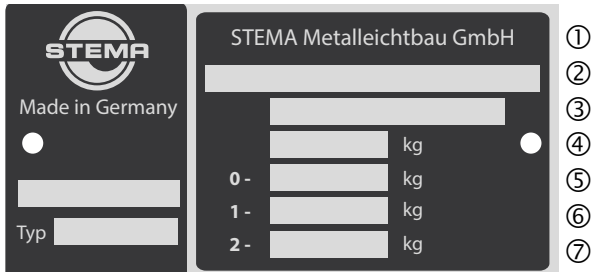 STEMA
Made in Germany
Typ
STEMA Metalleichtbau GmbH ①
②
③
kg ④
0 - kg ⑤
1 - kg ⑥
2 - kg ⑦